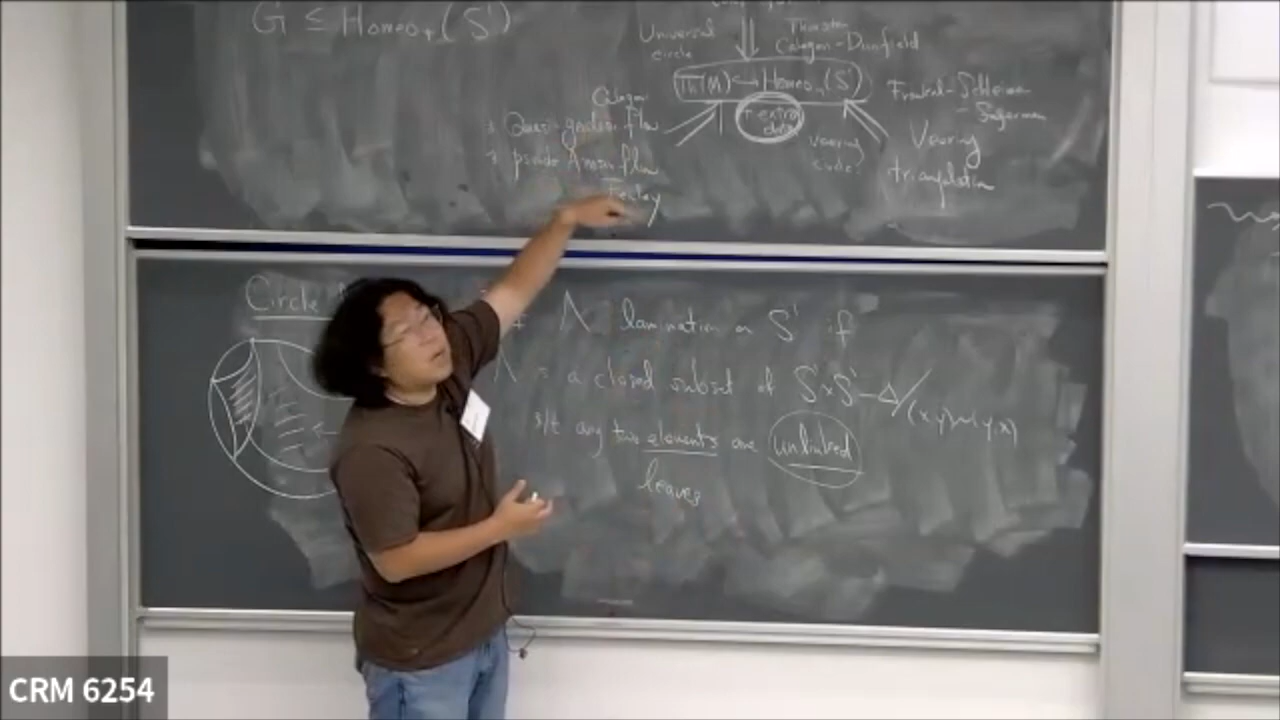 G ≤ Homeo₊(S¹)
Universal circle
Thurston
Calegari-Dunfield
π₁(M) ↪ Homeo₊(S¹)
+ extra data
Calegari
Quasi-geodesic flow
pseudo Anosov flow
Fenley
Frankel-Schleimer
-Segerman
Veering
triangulation
veering
circle
Circle
Λ lamination on S¹ if
Λ is a closed subset of S¹×S¹-Δ/(x,y)~(y,x)
s/t any two elements are unlinked
leaves
CRM 6254